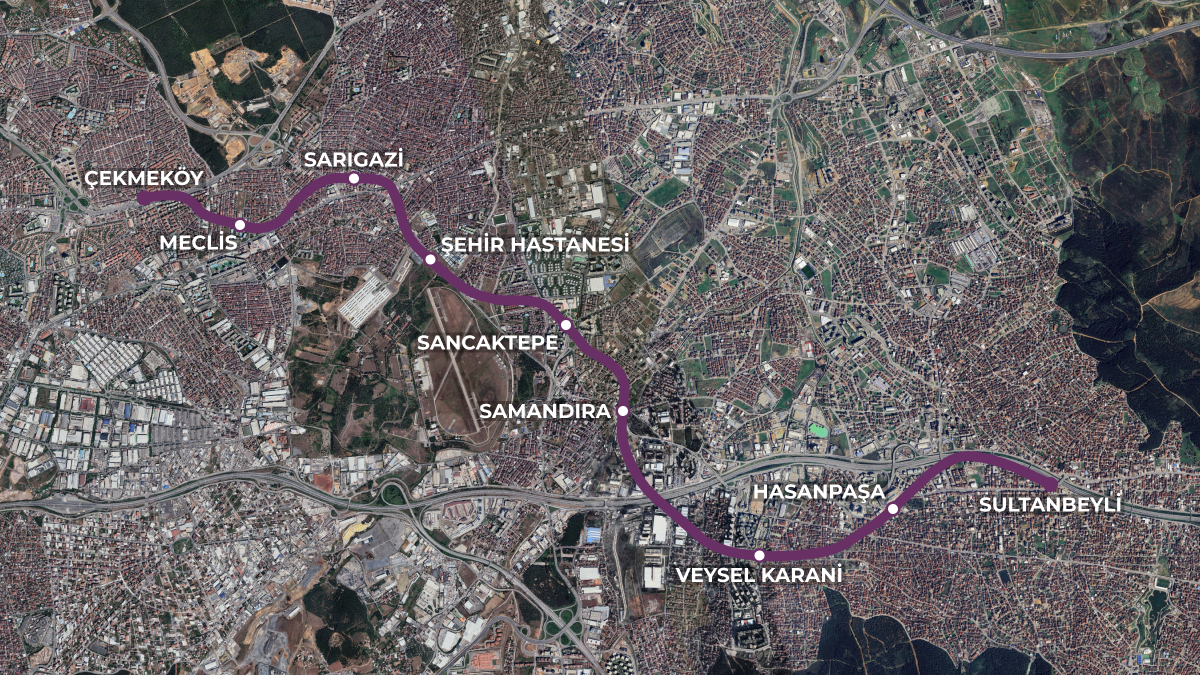 SARIGAZİ
ÇEKMEKÖY
MECLİS
ŞEHİR HASTANESİ
SANCAKTEPE
SAMANDIRA
HASANPAŞA
SULTANBEYLİ
VEYSEL KARANİ